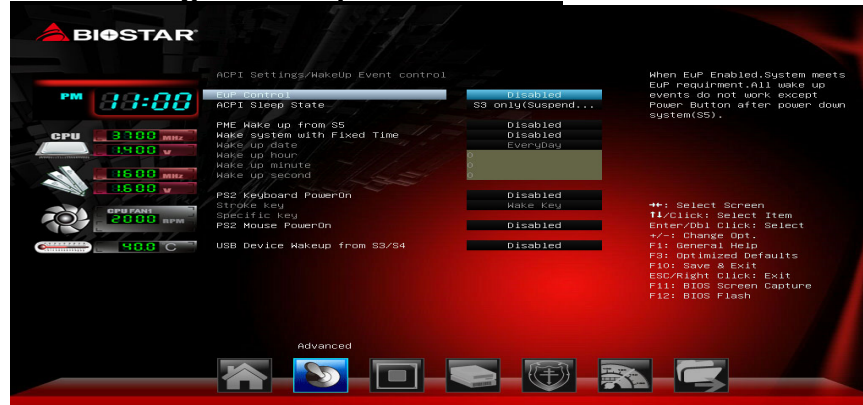 BIOSTAR
ACPI Settings/WakeUp Event control
EuP Control Disabled
ACPI Sleep State S3 only(Suspend...
PME Wake up from S5 Disabled
Wake system with Fixed Time Disabled
Wake up date EveryDay
Wake up hour 0
Wake up minute 0
Wake up second 0
PS2 Keyboard PowerOn Disabled
Stroke key Wake Key
Specific key
PS2 Mouse PowerOn Disabled
USB Device Wakeup from S3/S4 Disabled
When EuP Enabled.System meets
EuP requirment.All wake up
events do not work except
Power Button after power down
system(S5).
→←: Select Screen
↑↓/Click: Select Item
Enter/Dbl Click: Select
+/-: Change Opt.
F1: General Help
F3: Optimized Defaults
F10: Save & Exit
ESC/Right Click: Exit
F11: BIOS Screen Capture
F12: BIOS Flash
PM 11:00
CPU 3700 MHz
1.400 V
1600 MHz
1.600 V
CPU FAN1
2000 RPM
40.0 C
Advanced